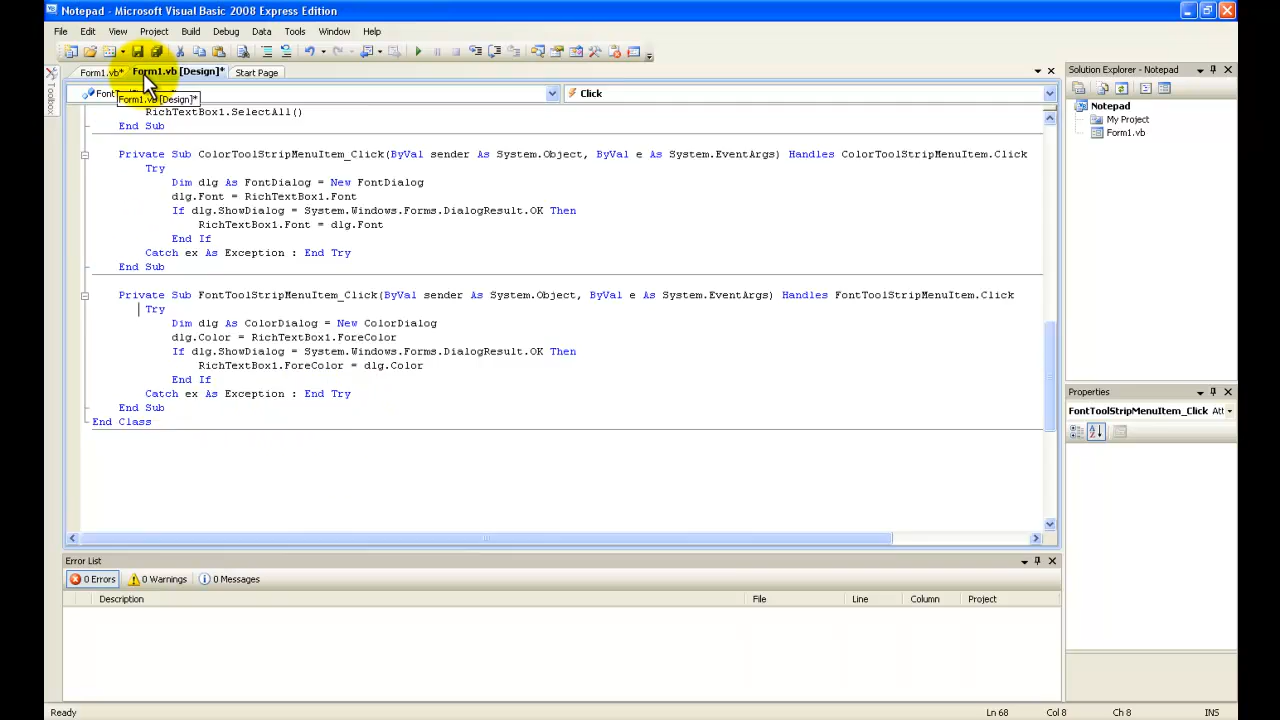 Notepad - Microsoft Visual Basic 2008 Express Edition
File Edit View Project Build Debug Data Tools Window Help
Form1.vb* Form1.vb [Design]* Start Page
Solution Explorer - Notepad
Toolbox
Form1.vb [Design]*
Click
Notepad
My Project
Form1.vb
RichTextBox1.SelectAll()
End Sub
Private Sub ColorToolStripMenuItem_Click(ByVal sender As System.Object, ByVal e As System.EventArgs) Handles ColorToolStripMenuItem.Click
Try
Dim dlg As FontDialog = New FontDialog
dlg.Font = RichTextBox1.Font
If dlg.ShowDialog = System.Windows.Forms.DialogResult.OK Then
RichTextBox1.Font = dlg.Font
End If
Catch ex As Exception : End Try
End Sub
Private Sub FontToolStripMenuItem_Click(ByVal sender As System.Object, ByVal e As System.EventArgs) Handles FontToolStripMenuItem.Click
Try
Dim dlg As ColorDialog = New ColorDialog
dlg.Color = RichTextBox1.ForeColor
If dlg.ShowDialog = System.Windows.Forms.DialogResult.OK Then
RichTextBox1.ForeColor = dlg.Color
End If
Catch ex As Exception : End Try
End Sub
End Class
Properties
FontToolStripMenuItem_Click Att
Error List
0 Errors 0 Warnings 0 Messages
Description File Line Column Project
Ready Ln 68 Col 8 Ch 8 INS